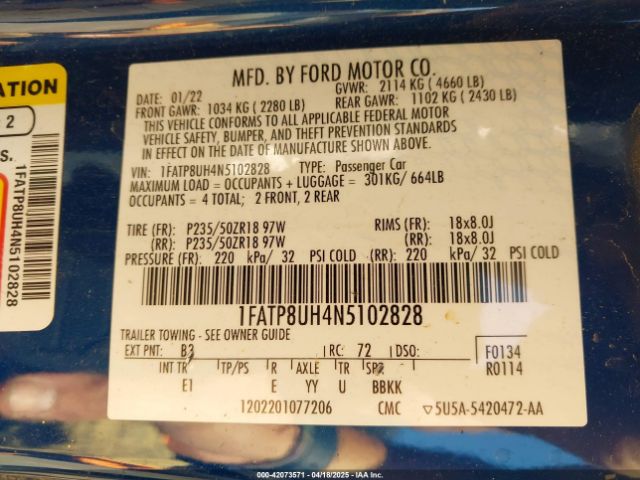 ATION
2
S.
1FATP8UH4N5102828
MFD. BY FORD MOTOR CO.
DATE: 01/22 GVWR: 2114 KG ( 4660 LB)
FRONT GAWR: 1034 KG ( 2280 LB) REAR GAWR: 1102 KG ( 2430 LB)
THIS VEHICLE CONFORMS TO ALL APPLICABLE FEDERAL MOTOR
VEHICLE SAFETY, BUMPER, AND THEFT PREVENTION STANDARDS
IN EFFECT ON THE DATE OF MANUFACTURE SHOWN ABOVE.
VIN: 1FATP8UH4N5102828 TYPE: Passenger Car
MAXIMUM LOAD = OCCUPANTS + LUGGAGE = 301KG/ 664LB
OCCUPANTS = 4 TOTAL; 2 FRONT, 2 REAR
TIRE (FR): P235/50ZR18 97W RIMS (FR): 18x8.0J
(RR): P235/50ZR18 97W (RR): 18x8.0J
PRESSURE (FR): 220 kPa/ 32 PSI COLD (RR): 220 kPa/ 32 PSI COLD
1FATP8UH4N5102828
TRAILER TOWING - SEE OWNER GUIDE
EXT PNT: B3 RC: 72 DSO: F0134
INT TR TP/PS R AXLE TR SPR R0114
E1 E YY U BBKK
1202201077206 CMC ▽5U5A-5420472-AA
000-42073571 - 04/18/2025 - IAA, Inc.